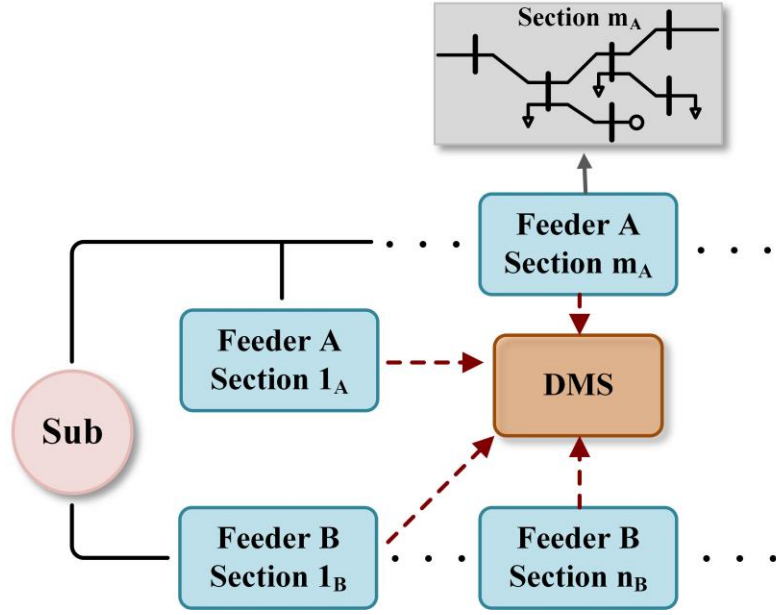 Section mA
Feeder A
Section mA
Feeder A
Section 1A
DMS
Sub
Feeder B
Section 1B
Feeder B
Section nB